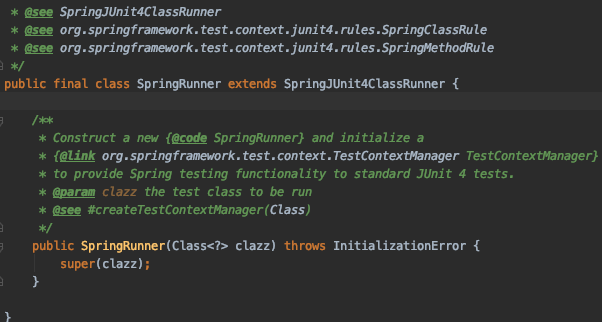 * @see SpringJUnit4ClassRunner
* @see org.springframework.test.context.junit4.rules.SpringClassRule
* @see org.springframework.test.context.junit4.rules.SpringMethodRule
*/
public final class SpringRunner extends SpringJUnit4ClassRunner {
/**
* Construct a new {@code SpringRunner} and initialize a
* {@link org.springframework.test.context.TestContextManager TestContextManager}
* to provide Spring testing functionality to standard JUnit 4 tests.
* @param clazz the test class to be run
* @see #createTestContextManager(Class)
*/
public SpringRunner(Class<?> clazz) throws InitializationError {
super(clazz);
}
}